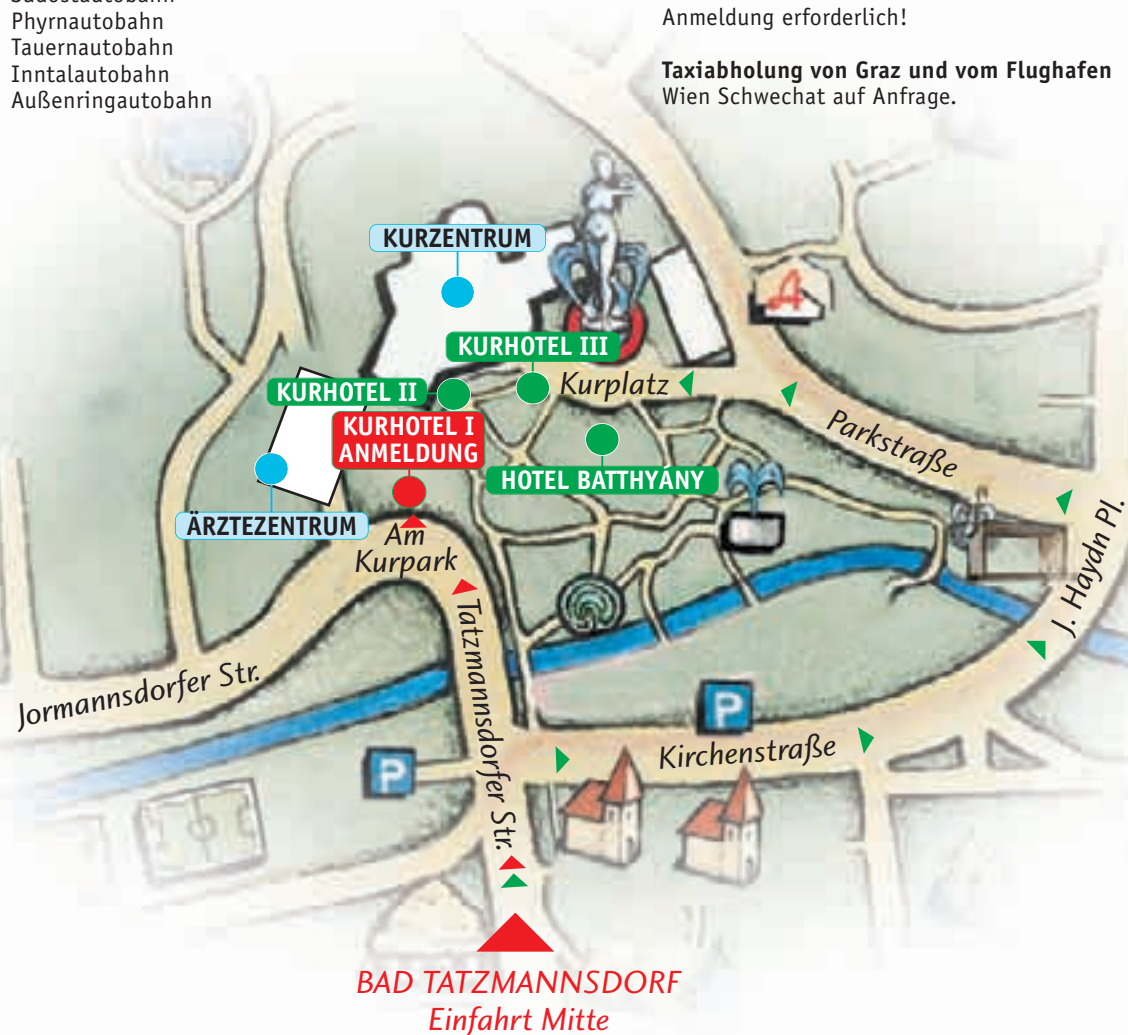 Phyrnautobahn
Tauernautobahn
Inntalautobahn
Außenringautobahn
Anmeldung erforderlich!
Taxiabholung von Graz und vom Flughafen
Wien Schwechat auf Anfrage.
KURZENTRUM
A
KURHOTEL III
KURHOTEL II
Kurplatz
KURHOTEL I
ANMELDUNG
HOTEL BATTHYÁNY
Parkstraße
ÄRZTEZENTRUM
Am
Kurpark
J. Haydn Pl.
Tatzmannsdorfer Str.
Jormannsdorfer Str.
P
Kirchenstraße
P
BAD TATZMANNSDORF
Einfahrt Mitte